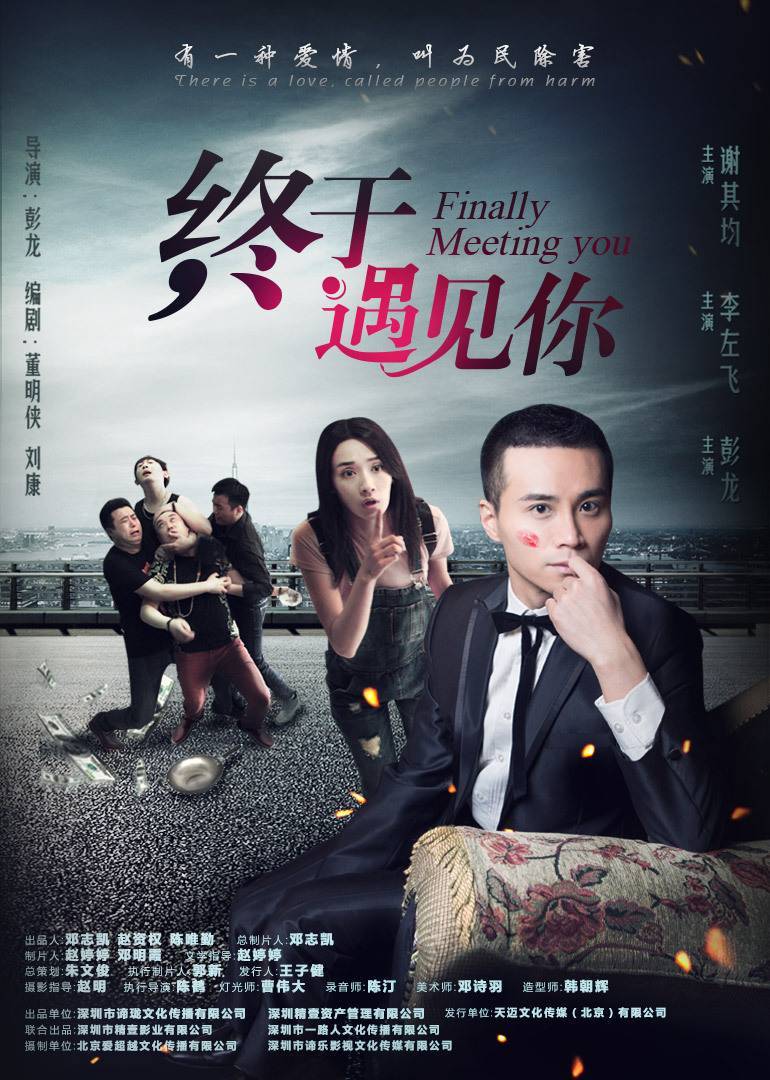 有一种爱情，叫为民除害
There is a love, called people from harm
终于
遇见你
Finally
Meeting you
导演：彭龙 编剧：董明侠 刘康
主演 谢其均
主演 李左飞
主演 彭龙
出品人:邓志凯 赵资权 陈唯勤 总制片人:邓志凯
制片人:赵婷婷 邓明霞 文学指导:赵婷婷
总策划:朱文俊 执行制片人:郭新 发行人:王子健
摄影指导:赵明 执行导演:陈鹤 灯光师:曹伟大 录音师:陈汀 美术师:邓诗羽 造型师:韩朝辉
出品单位:深圳市谛珑文化传播有限公司 深圳精壹资产管理有限公司 发行单位:天迈文化传媒（北京）有限公司
联合出品:深圳市精壹影业有限公司 深圳市一路人文化传播有限公司
摄制单位:北京爱超越文化传播有限公司 深圳市谛乐影视文化传媒有限公司